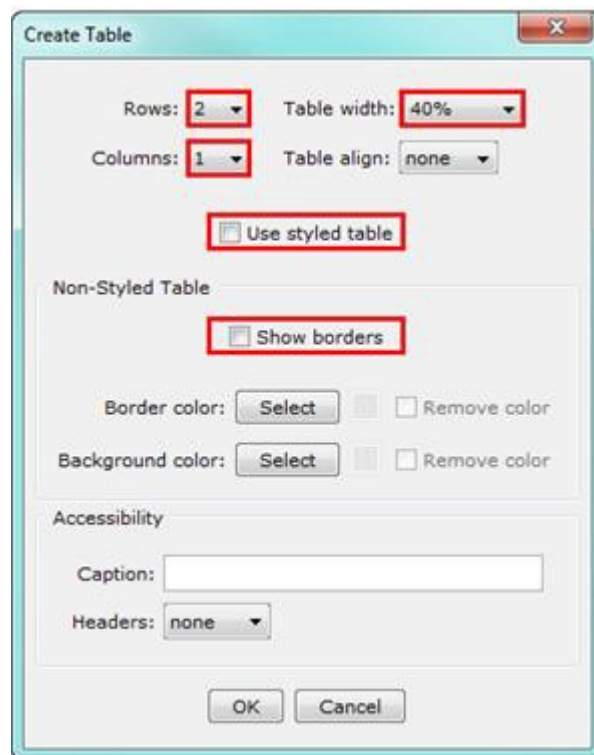 Create Table
Rows: 2 Table width: 40%
Columns: 1 Table align: none
Use styled table
Non-Styled Table
Show borders
Border color: Select Remove color
Background color: Select Remove color
Accessibility
Caption:
Headers: none
OK Cancel